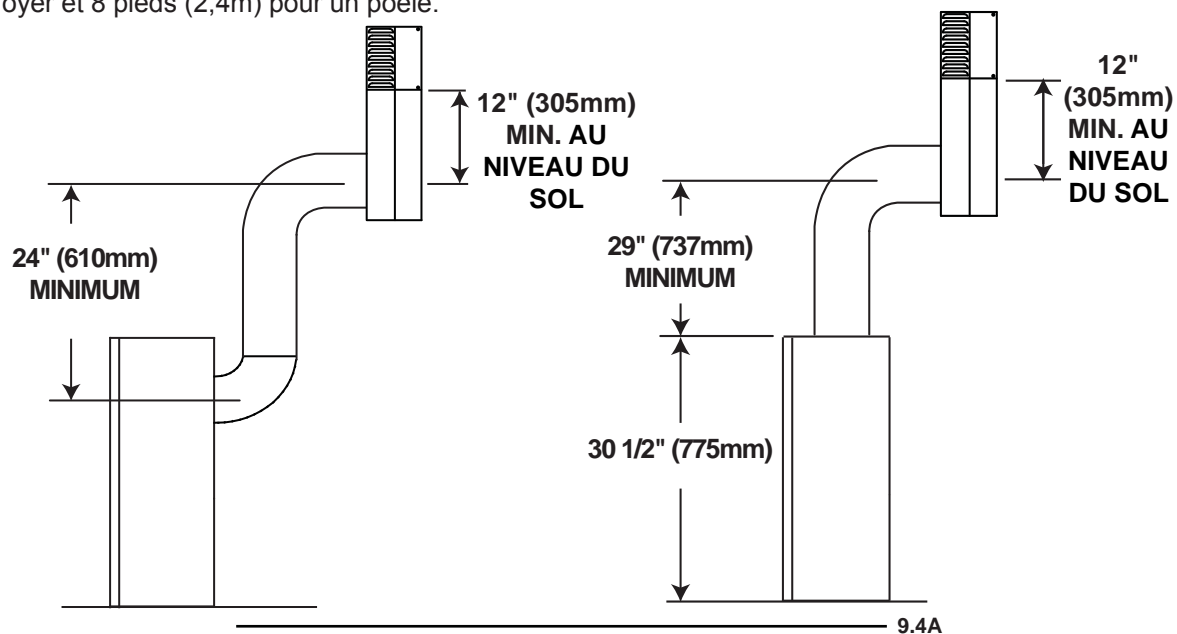 oyer et 8 pieds (2,4m) pour un poêle.
12" (305mm)
MIN. AU
NIVEAU DU
SOL
24" (610mm)
MINIMUM
12"
(305mm)
MIN. AU
NIVEAU
DU SOL
29" (737mm)
MINIMUM
30 1/2" (775mm)
9.4A